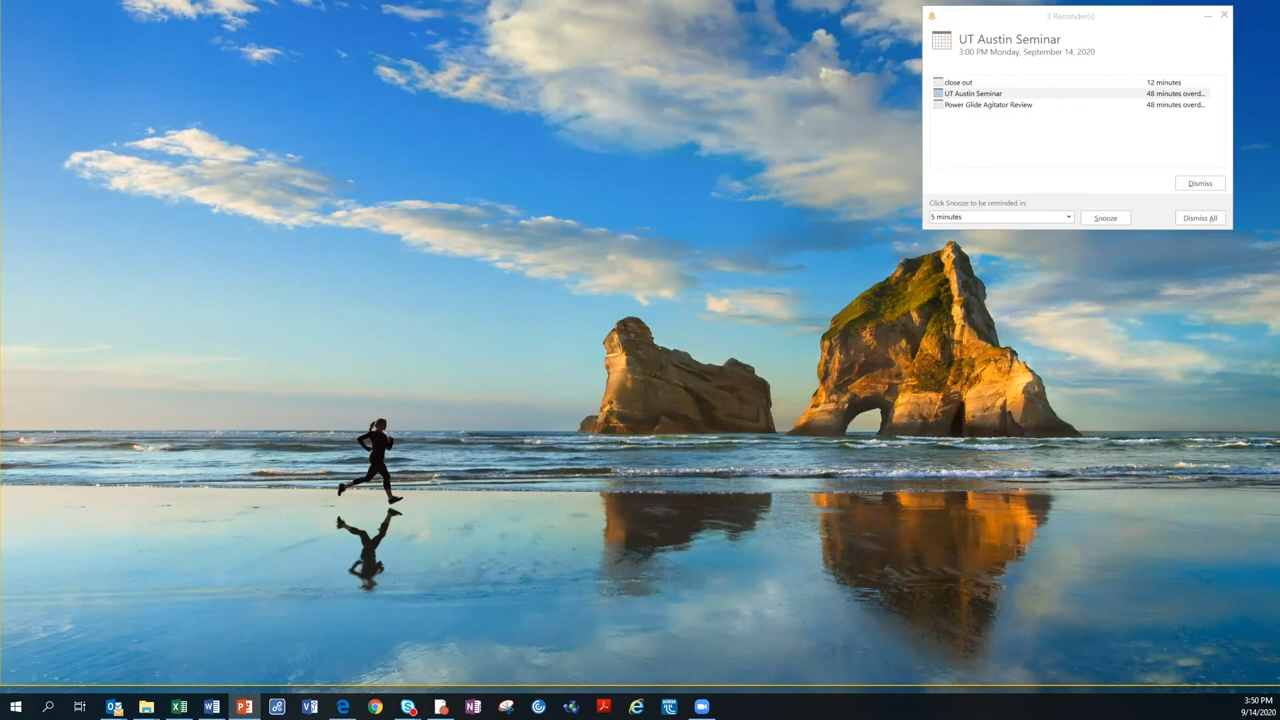 3 Reminder(s)
UT Austin Seminar
3:00 PM Monday, September 14, 2020
close out 12 minutes
UT Austin Seminar 48 minutes overd...
Power Glide Agitator Review 48 minutes overd...
Dismiss
Click Snooze to be reminded in:
5 minutes Snooze Dismiss All
3:50 PM
9/14/2020